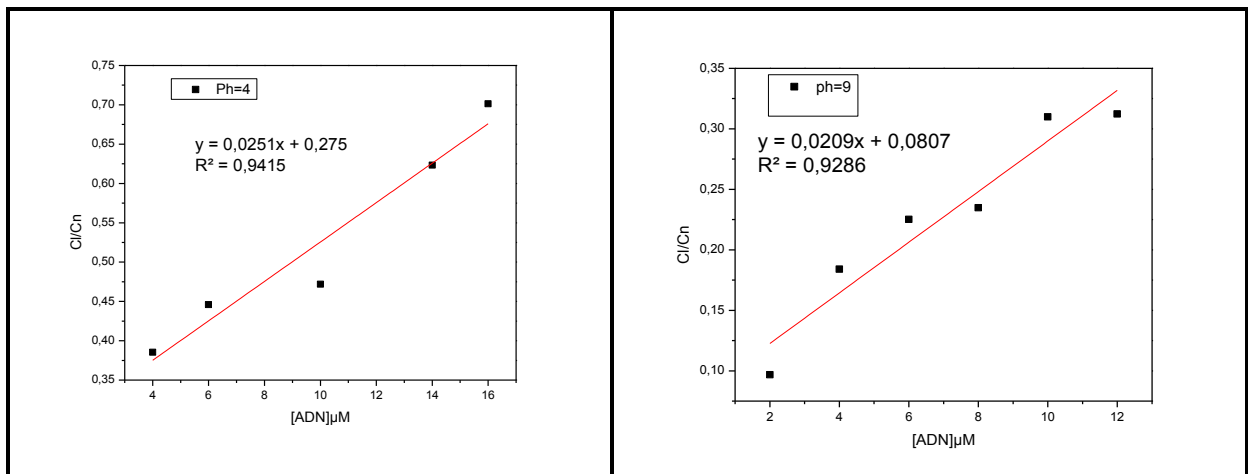 Ph=4
y = 0,0251x + 0,275
R² = 0,9415
0,75
0,70
0,65
0,60
0,55
0,50
0,45
0,40
0,35
Cl/Cn
4 6 8 10 12 14 16
[ADN]µM
ph=9
y = 0,0209x + 0,0807
R² = 0,9286
0,35
0,30
0,25
0,20
0,15
0,10
Cl/Cn
2 4 6 8 10 12
[ADN]µM